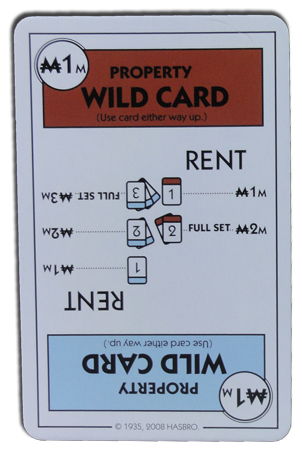 ₩1M
PROPERTY
WILD CARD
(Use card either way up.)
RENT
1 ₩1M
2 FULL SET ₩2M
RENT
1 ₩1M
2 ₩2M
3 FULL SET ₩3M
₩1M
PROPERTY
WILD CARD
(Use card either way up.)
© 1935, 2008 HASBRO.